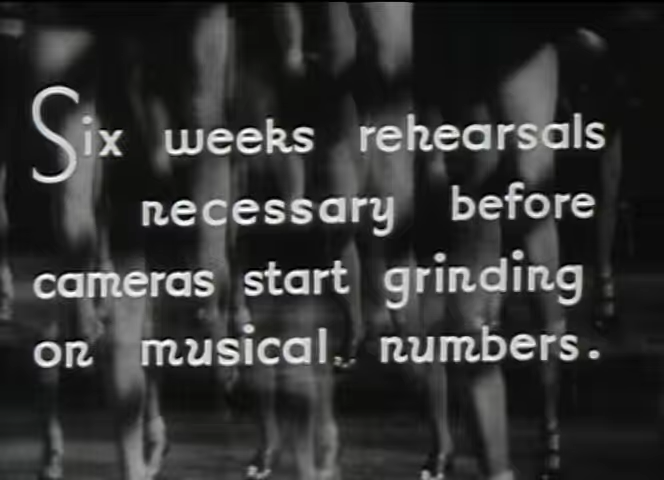 Six weeks rehearsals
necessary before
cameras start grinding
on musical numbers.